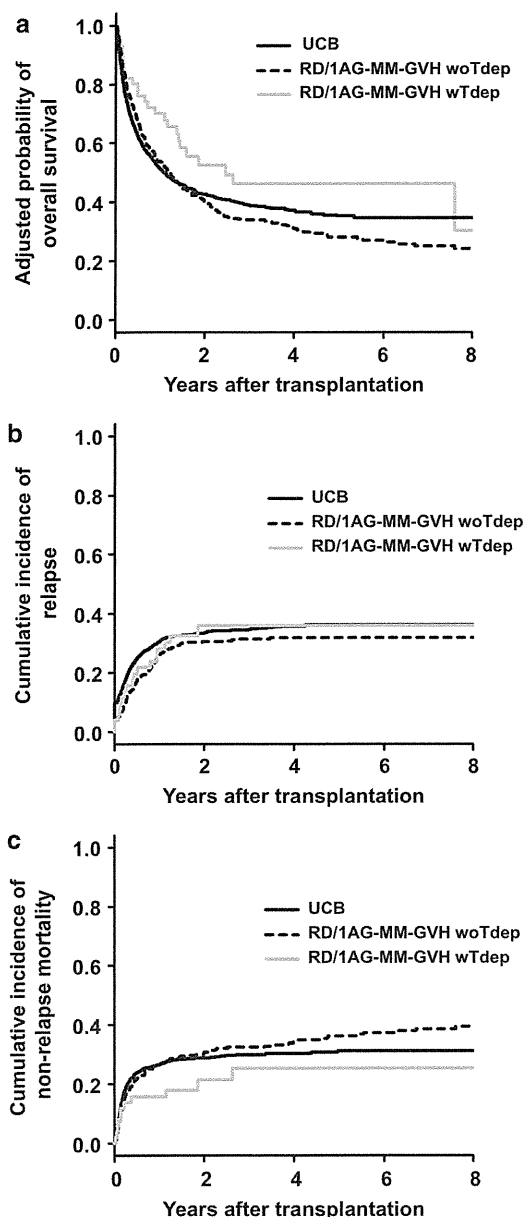 a
Adjusted probability of
overall survival
1.0
0.8
0.6
0.4
0.2
0.0
UCB
RD/1AG-MM-GVH woTdep
RD/1AG-MM-GVH wTdep
0 2 4 6 8
Years after transplantation
b
Cumulative incidence of
relapse
1.0
0.8
0.6
0.4
0.2
0.0
UCB
RD/1AG-MM-GVH woTdep
RD/1AG-MM-GVH wTdep
0 2 4 6 8
Years after transplantation
c
Cumulative incidence of
non-relapse mortality
1.0
0.8
0.6
0.4
0.2
0.0
UCB
RD/1AG-MM-GVH woTdep
RD/1AG-MM-GVH wTdep
0 2 4 6 8
Years after transplantation